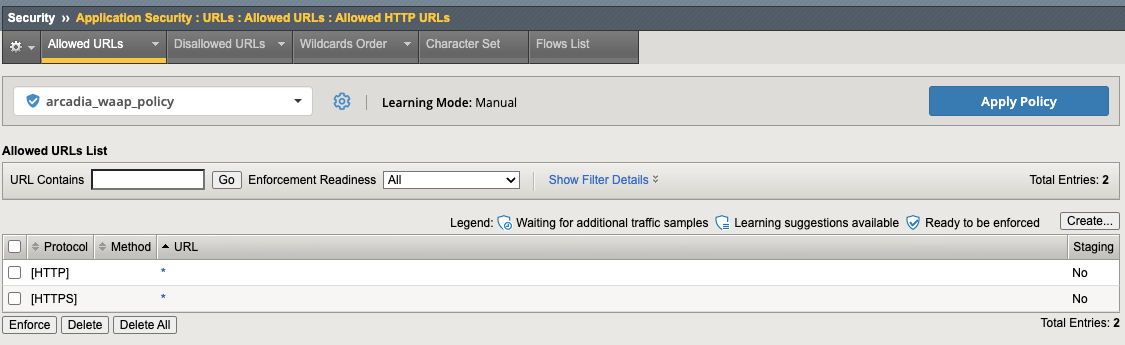 Security ›› Application Security : URLs : Allowed URLs : Allowed HTTP URLs
Allowed URLs Disallowed URLs Wildcards Order Character Set Flows List
arcadia_waap_policy Learning Mode: Manual Apply Policy
Allowed URLs List
URL Contains Go Enforcement Readiness All Show Filter Details Total Entries: 2
Legend: Waiting for additional traffic samples Learning suggestions available Ready to be enforced Create...
Protocol Method URL Staging
[HTTP] * No
[HTTPS] * No
Enforce Delete Delete All Total Entries: 2